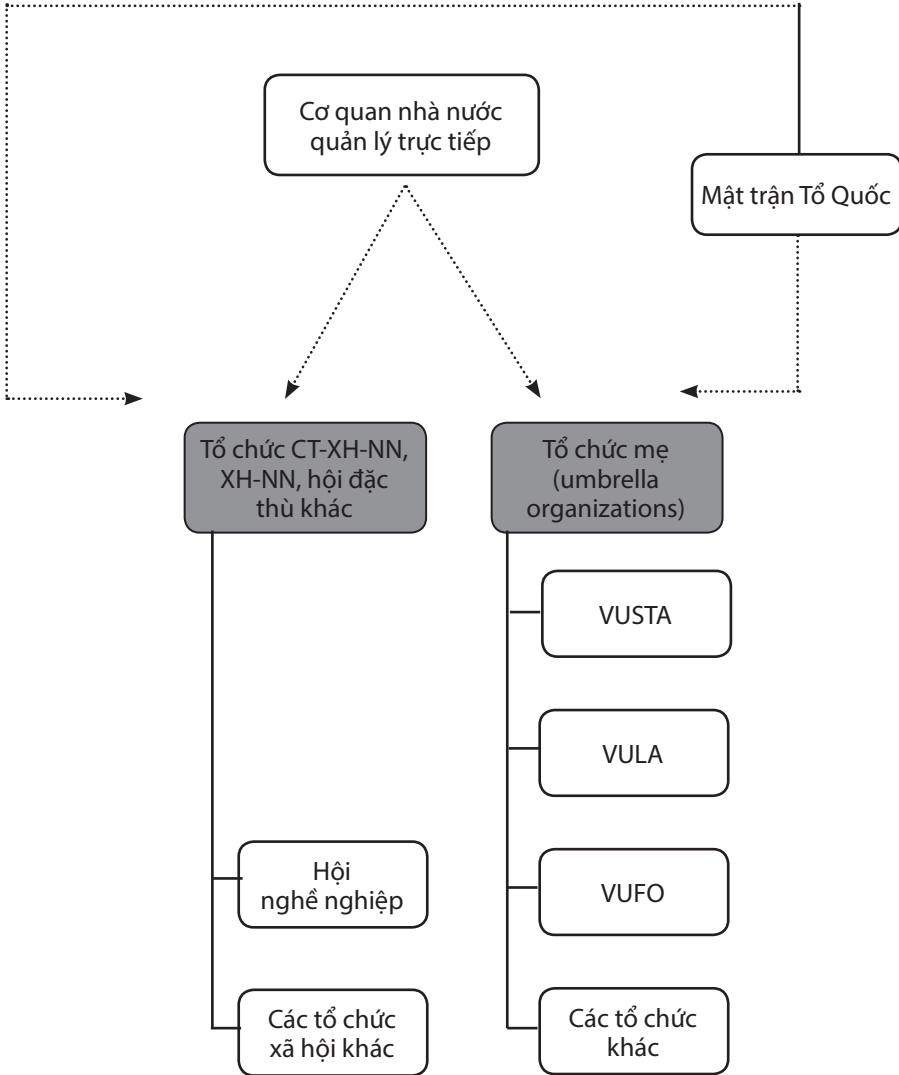 Cơ quan nhà nước
quản lý trực tiếp
Mật trận Tổ Quốc
Tổ chức CT-XH-NN,
XH-NN, hội đặc
thù khác
Tổ chức mẹ
(umbrella
organizations)
VUSTA
VULA
Hội
nghề nghiệp
VUFO
Các tổ chức
xã hội khác
Các tổ chức
khác